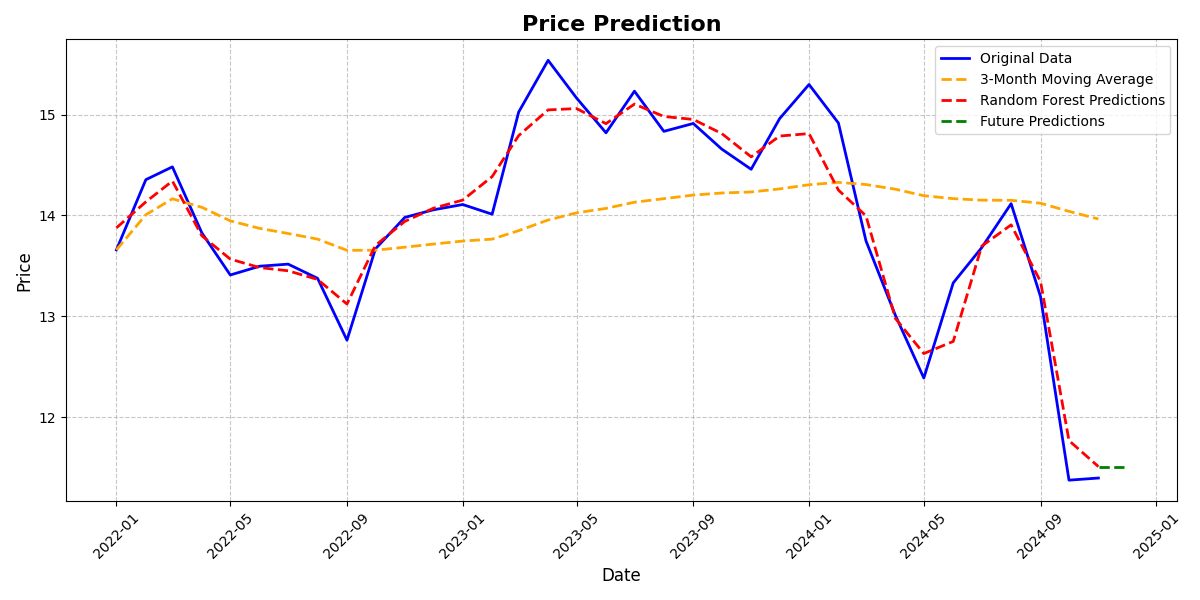 Price Prediction
Original Data
3-Month Moving Average
Random Forest Predictions
Future Predictions
15
14
13
12
Price
2022-01
2022-05
2022-09
2023-01
2023-05
2023-09
2024-01
2024-05
2024-09
2025-01
Date